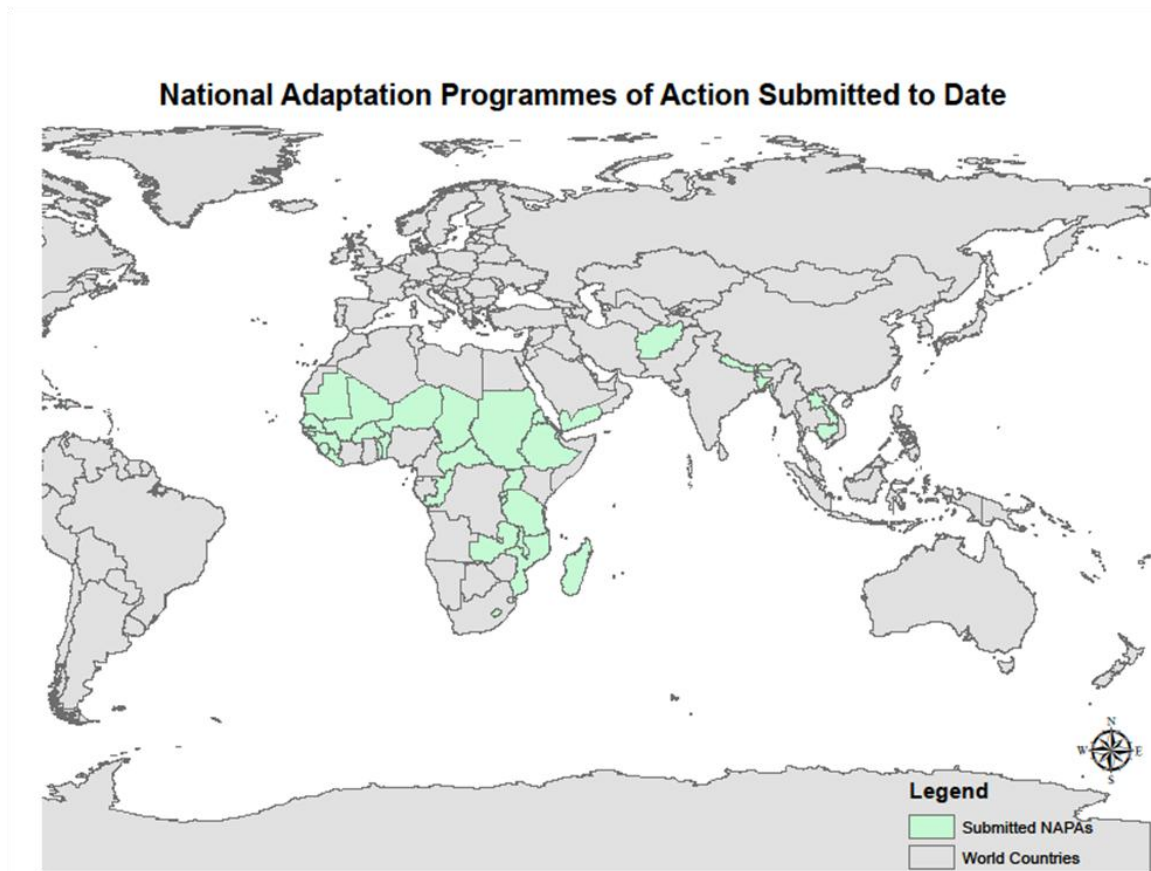 National Adaptation Programmes of Action Submitted to Date
N
W E
S
Legend
Submitted NAPAs
World Countries